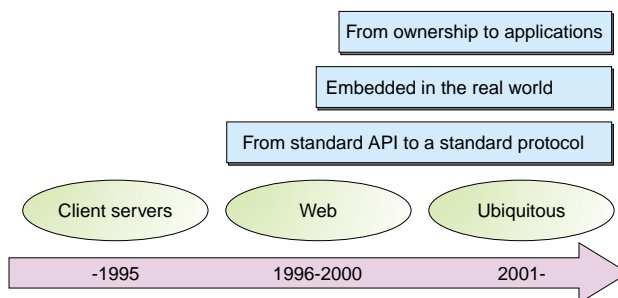 From ownership to applications
Embedded in the real world
From standard API to a standard protocol
Client servers
Web
Ubiquitous
-1995
1996-2000
2001-